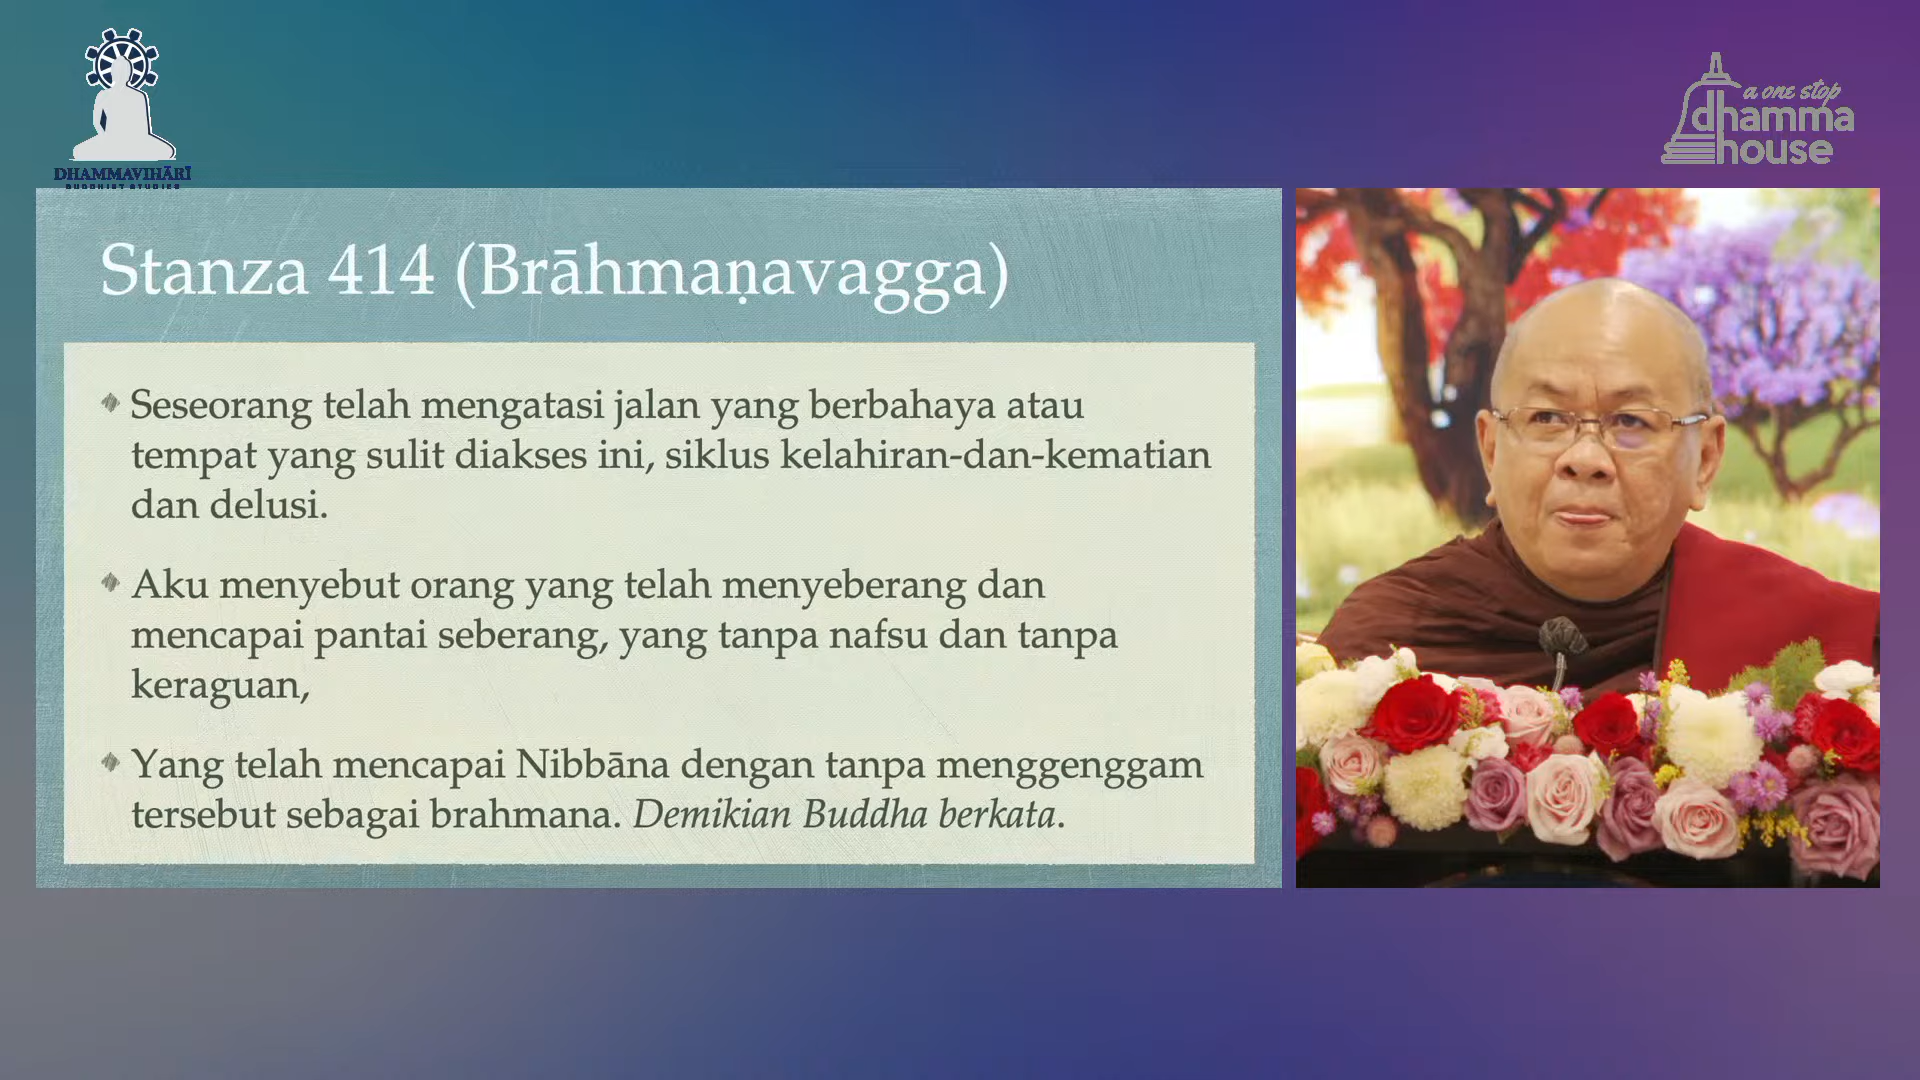 DHAMMAVIHĀRĪ
BUDDHIST STUDIES
a one stop
dhamma
house
Stanza 414 (Brāhmaṇavagga)
Seseorang telah mengatasi jalan yang berbahaya atau
tempat yang sulit diakses ini, siklus kelahiran-dan-kematian
dan delusi.
Aku menyebut orang yang telah menyeberang dan
mencapai pantai seberang, yang tanpa nafsu dan tanpa
keraguan,
Yang telah mencapai Nibbāna dengan tanpa menggenggam
tersebut sebagai brahmana. Demikian Buddha berkata.